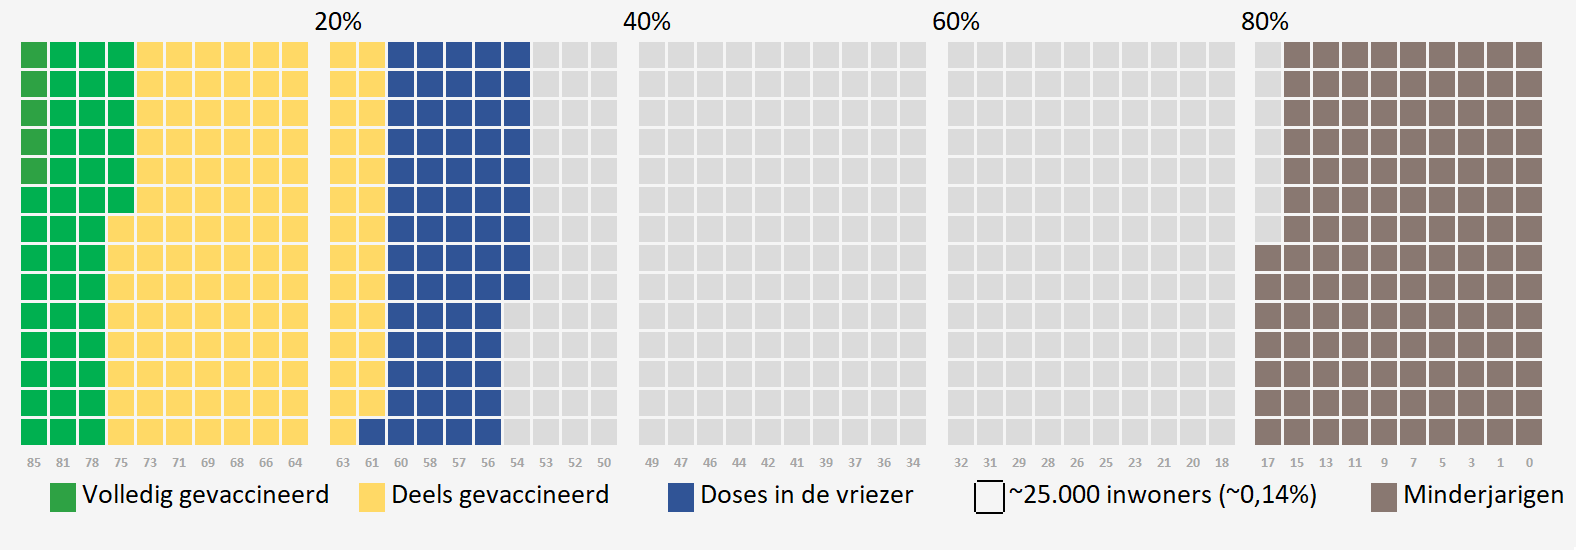 20% 40% 60% 80%
85 81 78 75 73 71 69 68 66 64 63 61 60 58 57 56 54 53 52 50 49 47 46 44 42 41 39 37 36 34 32 31 29 28 26 25 23 21 20 18 17 15 13 11 9 7 5 3 1 0
Volledig gevaccineerd Deels gevaccineerd Doses in de vriezer ~25.000 inwoners (~0,14%) Minderjarigen